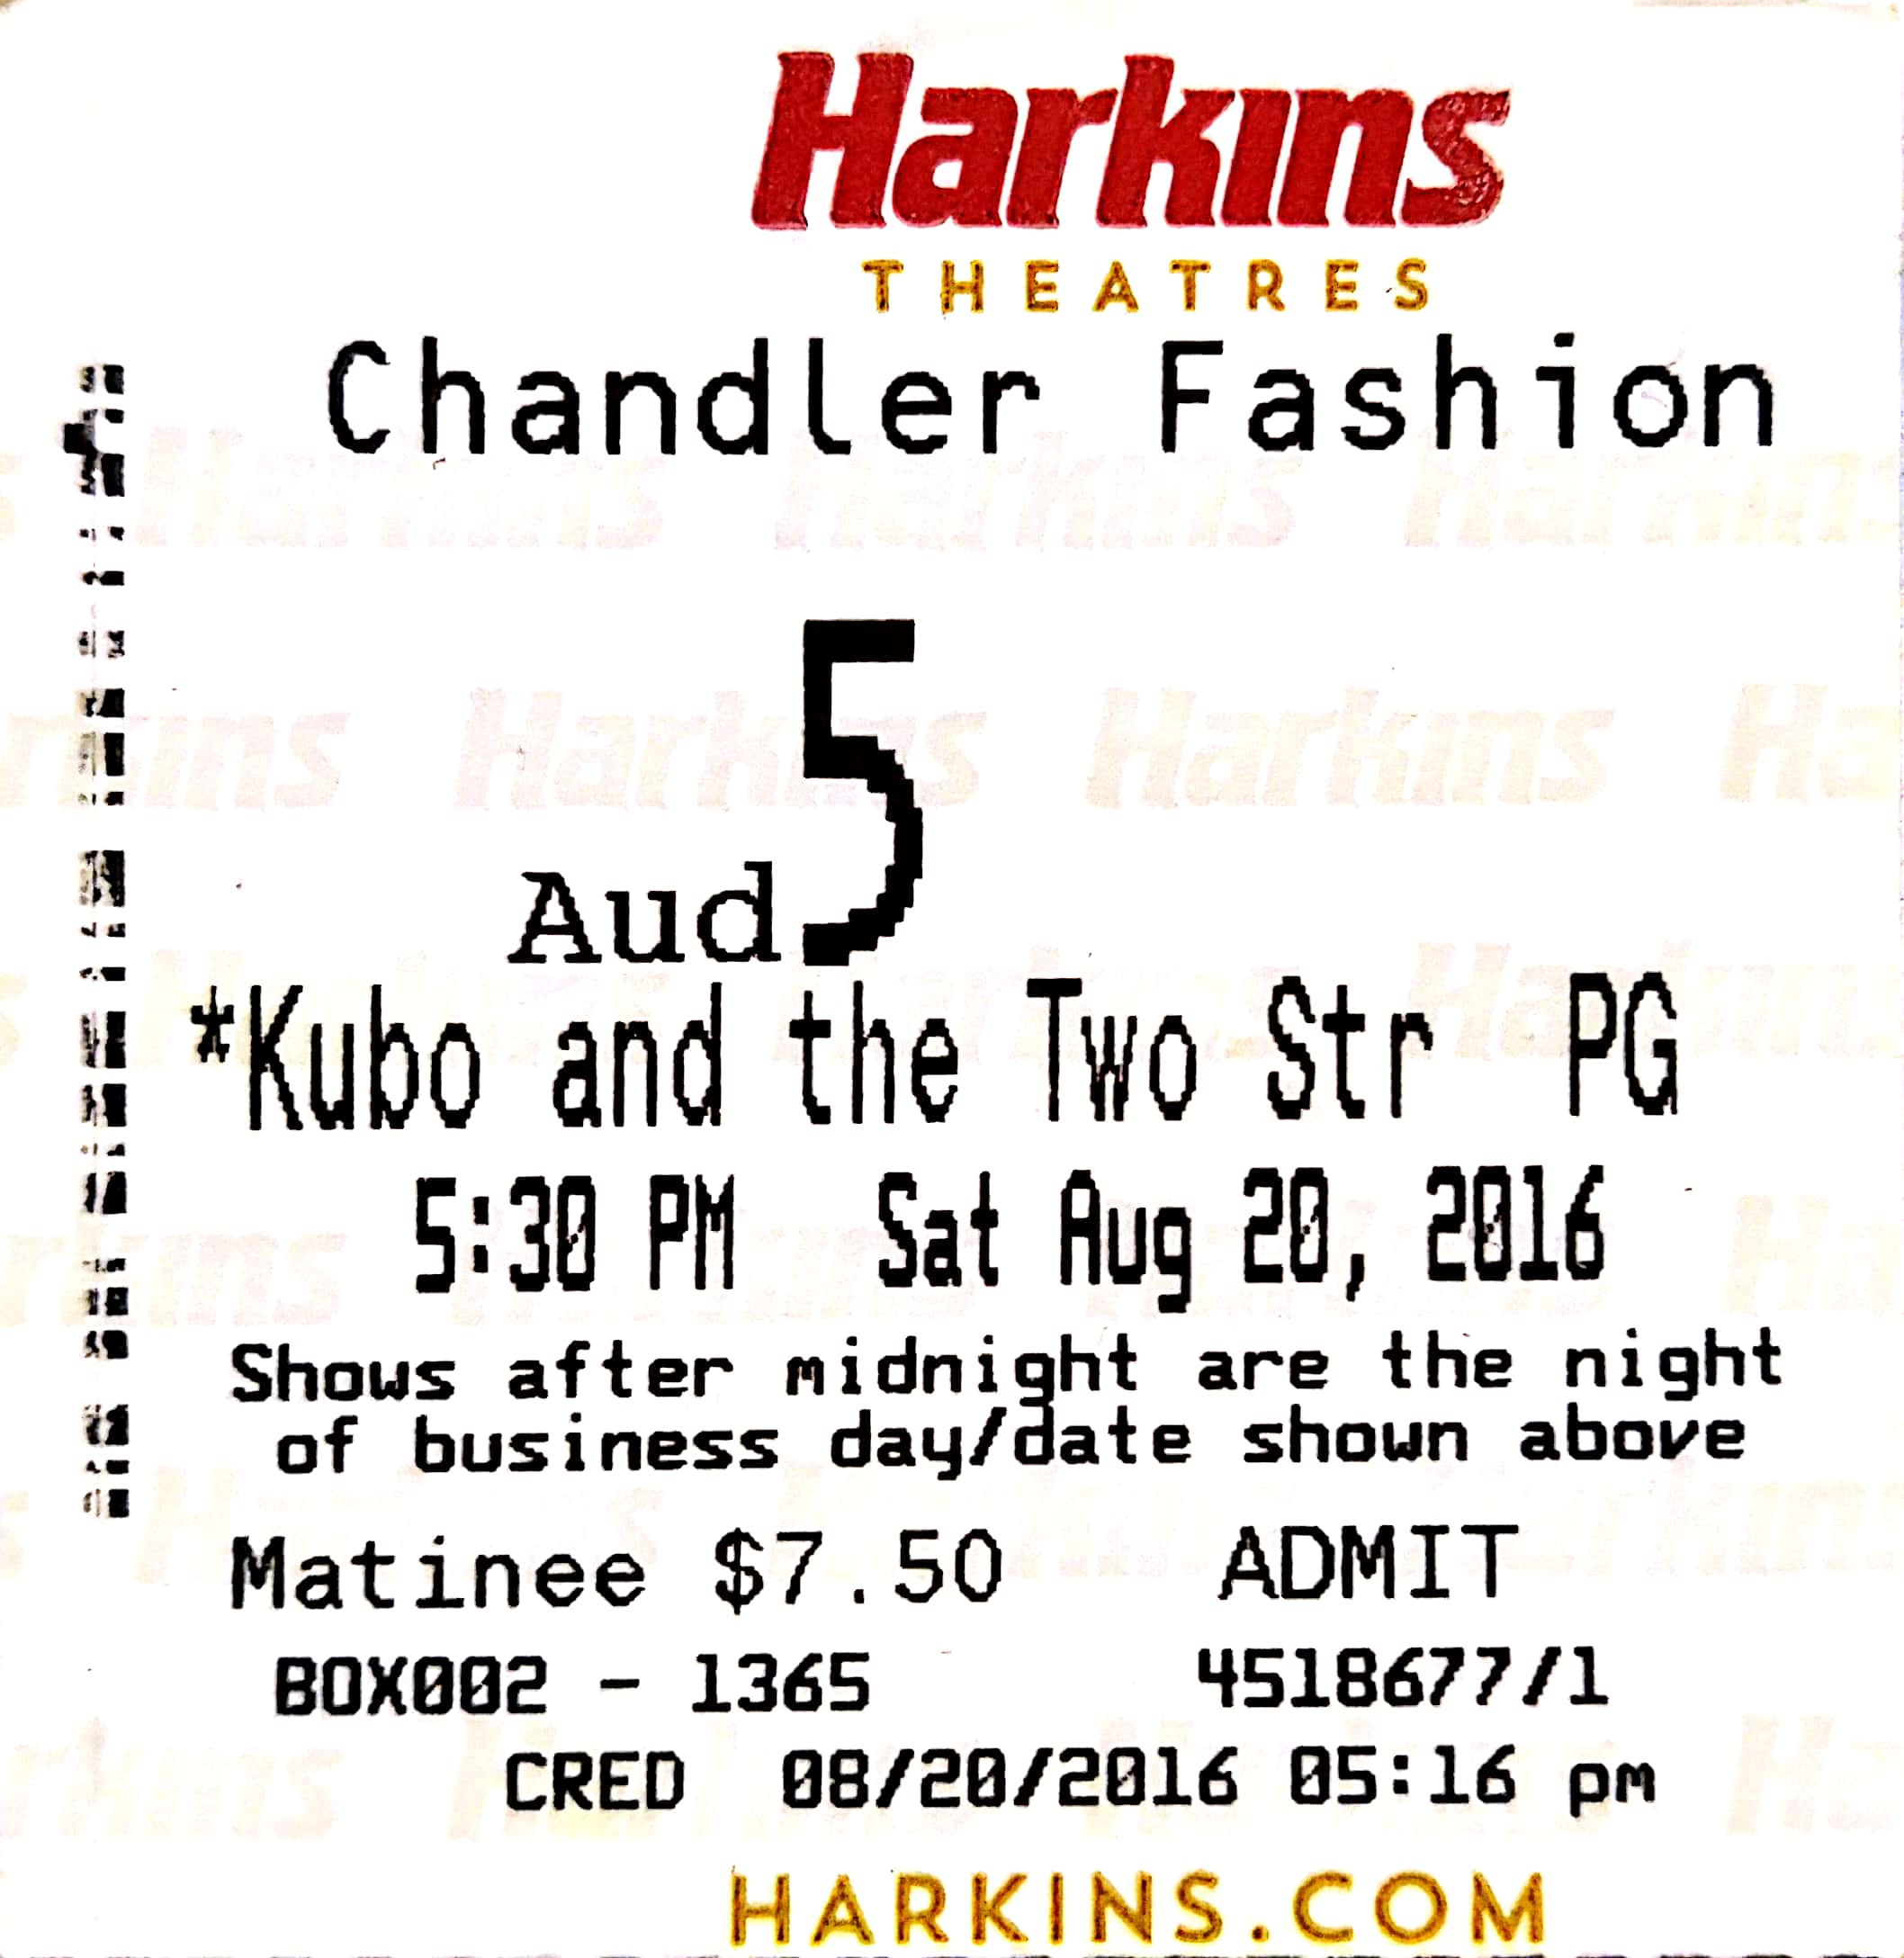 Harkins
THEATRES
Chandler Fashion
Aud 5
*Kubo and the Two Str PG
5:30 PM Sat Aug 20, 2016
Shows after midnight are the night
of business day/date shown above
Matinee $7.50 ADMIT
BOX002 - 1365 4518677/1
CRED 08/20/2016 05:16 pm
HARKINS.COM